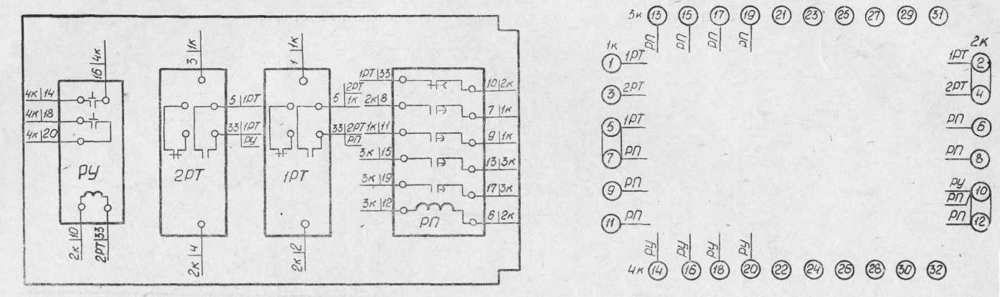 16|4к
4к|14
4к|18
4к|20
РУ
2к|10
2РТ|33
3|1к
5|1РТ
33|1РТ
РУ
2РТ
2к|4
1|1к
5|2РТ
1к
33|2РТ
РП
1РТ
2к|2
1РТ|33
2к|8
1к|11
3к|15
3к|19
3к|12
10|2к
7|1к
9|1к
13|3к
17|3к
6|2к
РП
3к 13 15 17 19 21 23 25 27 29 31
РП РП РП РП
1к
1 1РТ
3 2РТ
5 1РТ
7 РП
9 РП
11 РП
2к
1РТ 2
2РТ 4
РП 6
РП 8
РУ 10
РП
РП 12
РУ РУ РУ РУ
4к 14 16 18 20 22 24 26 28 30 32